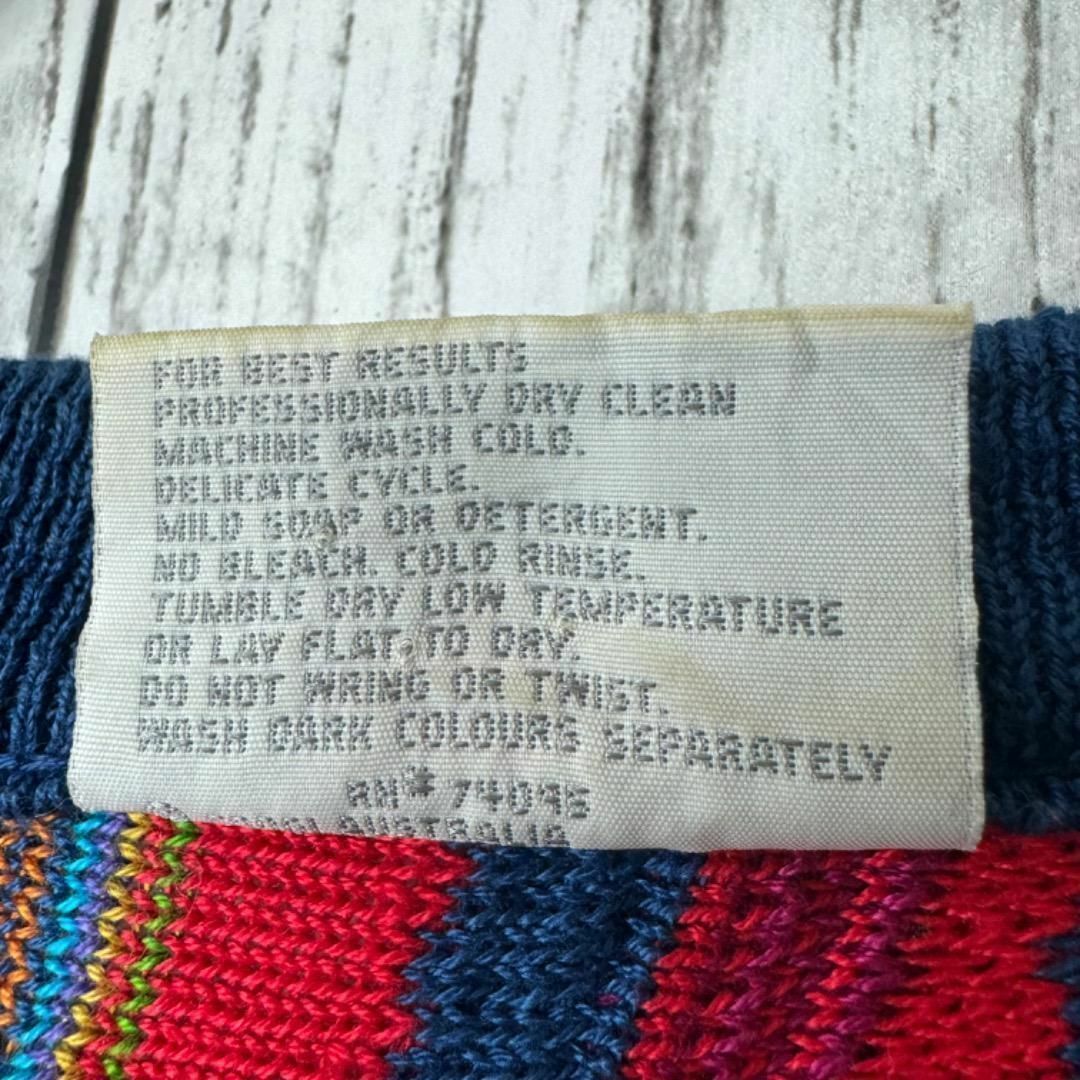 FOR BEST RESULTS
PROFESSIONALLY DRY CLEAN
MACHINE WASH COLD.
DELICATE CYCLE.
MILD SOAP OR DETERGENT.
NO BLEACH. COLD RINSE.
TUMBLE DRY LOW TEMPERATURE
OR LAY FLAT TO DRY.
DO NOT WRING OR TWIST.
WASH DARK COLOURS SEPARATELY
RN# 74096
AUSTRALIA